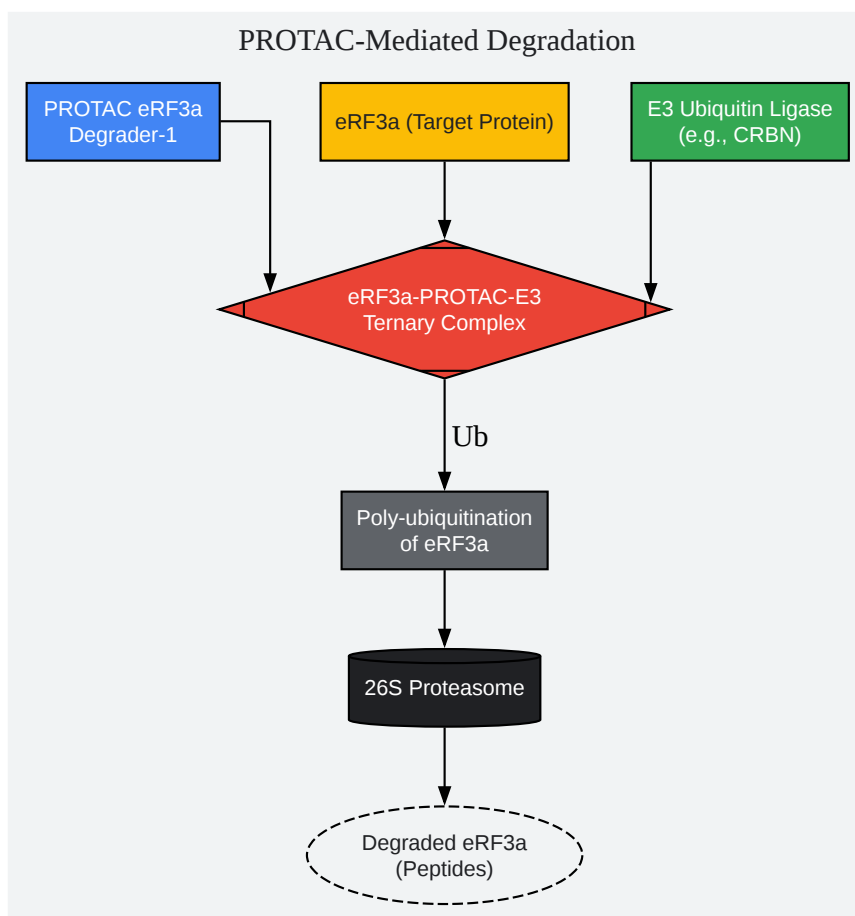 PROTAC-Mediated Degradation
PROTAC eRF3a
Degrader-1
eRF3a (Target Protein)
E3 Ubiquitin Ligase
(e.g., CRBN)
eRF3a-PROTAC-E3
Ternary Complex
Ub
Poly-ubiquitination
of eRF3a
26S Proteasome
Degraded eRF3a
(Peptides)